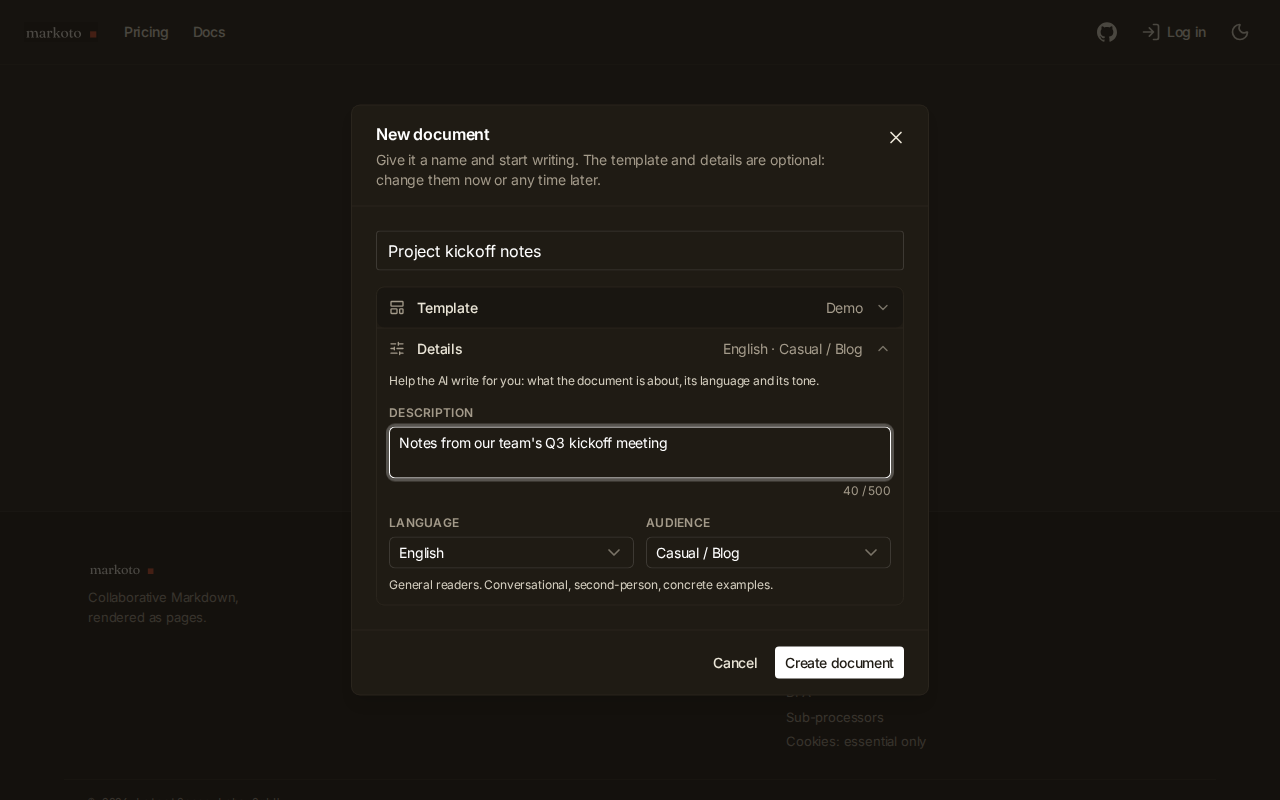 markoto
Pricing
Docs
Log in
New document
Give it a name and start writing. The template and details are optional:
change them now or any time later.
Project kickoff notes
Template
Demo
Details
English · Casual / Blog
Help the AI write for you: what the document is about, its language and its tone.
DESCRIPTION
Notes from our team's Q3 kickoff meeting
40 / 500
LANGUAGE
AUDIENCE
English
Casual / Blog
General readers. Conversational, second-person, concrete examples.
Cancel
Create document
markoto
Collaborative Markdown,
rendered as pages.
Sub-processors
Cookies: essential only